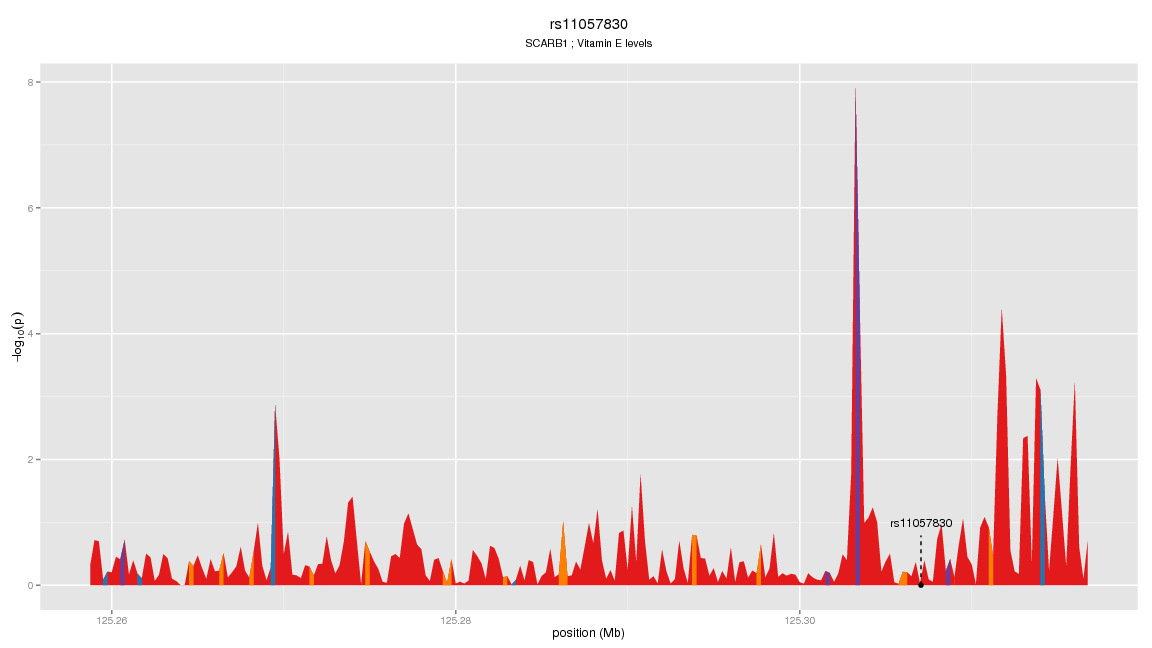 rs11057830
SCARB1 ; Vitamin E levels
8
6
4
2
0
−log10(p)
rs11057830
125.26
125.28
125.30
position (Mb)